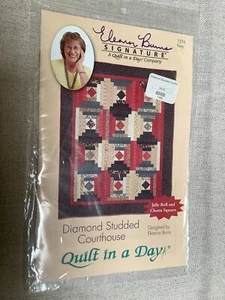 Eleanor Burns
SIGNATURE
A Quilt in a Day Company
1274
Jelly Roll and
Charm Squares
Diamond Studded
Courthouse
Designed by
Eleanor Burns
Quilt in a Day®